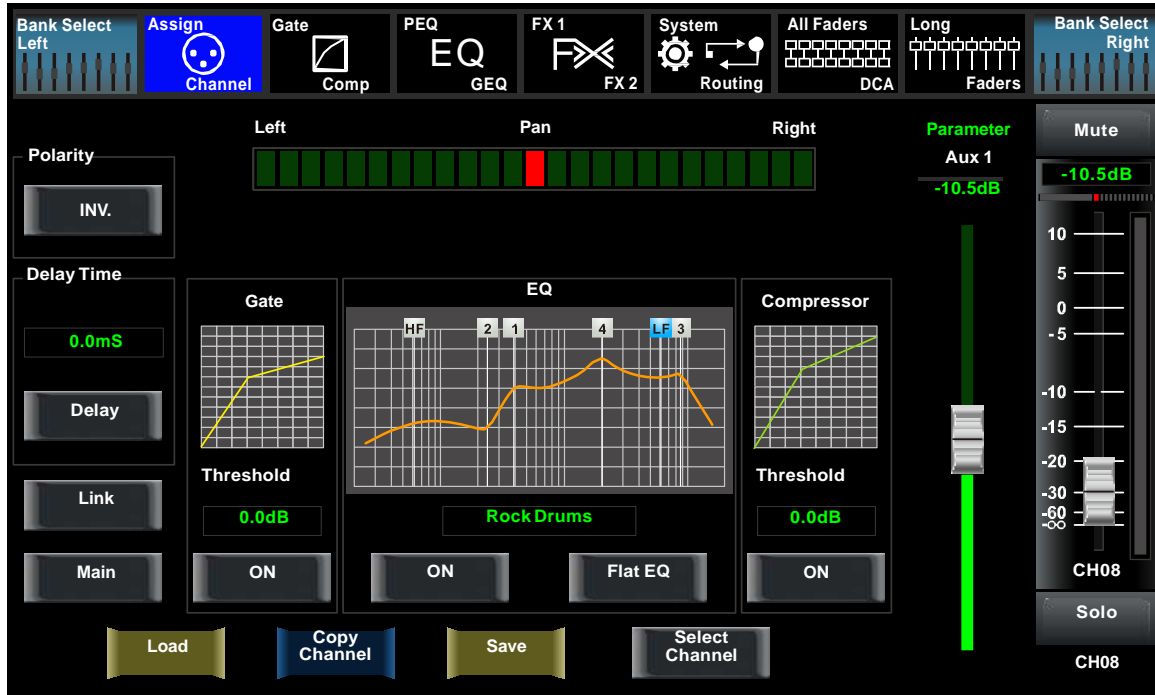 Bank Select
Left
Assign
Channel
Gate
Comp
PEQ
EQ
GEQ
FX 1
FX
FX 2
System
Routing
All Faders
DCA
Long
Faders
Bank Select
Right
Left
Pan
Right
Parameter
Aux 1
-10.5dB
Mute
-10.5dB
Polarity
INV.
Delay Time
0.0mS
Delay
Link
Main
Gate
Threshold
0.0dB
ON
EQ
HF
2
1
4
LF
3
Rock Drums
ON
Flat EQ
Compressor
Threshold
0.0dB
ON
10
5
0
-5
-10
-15
-20
-30
-60
-∞
CH08
Solo
CH08
Load
Copy
Channel
Save
Select
Channel